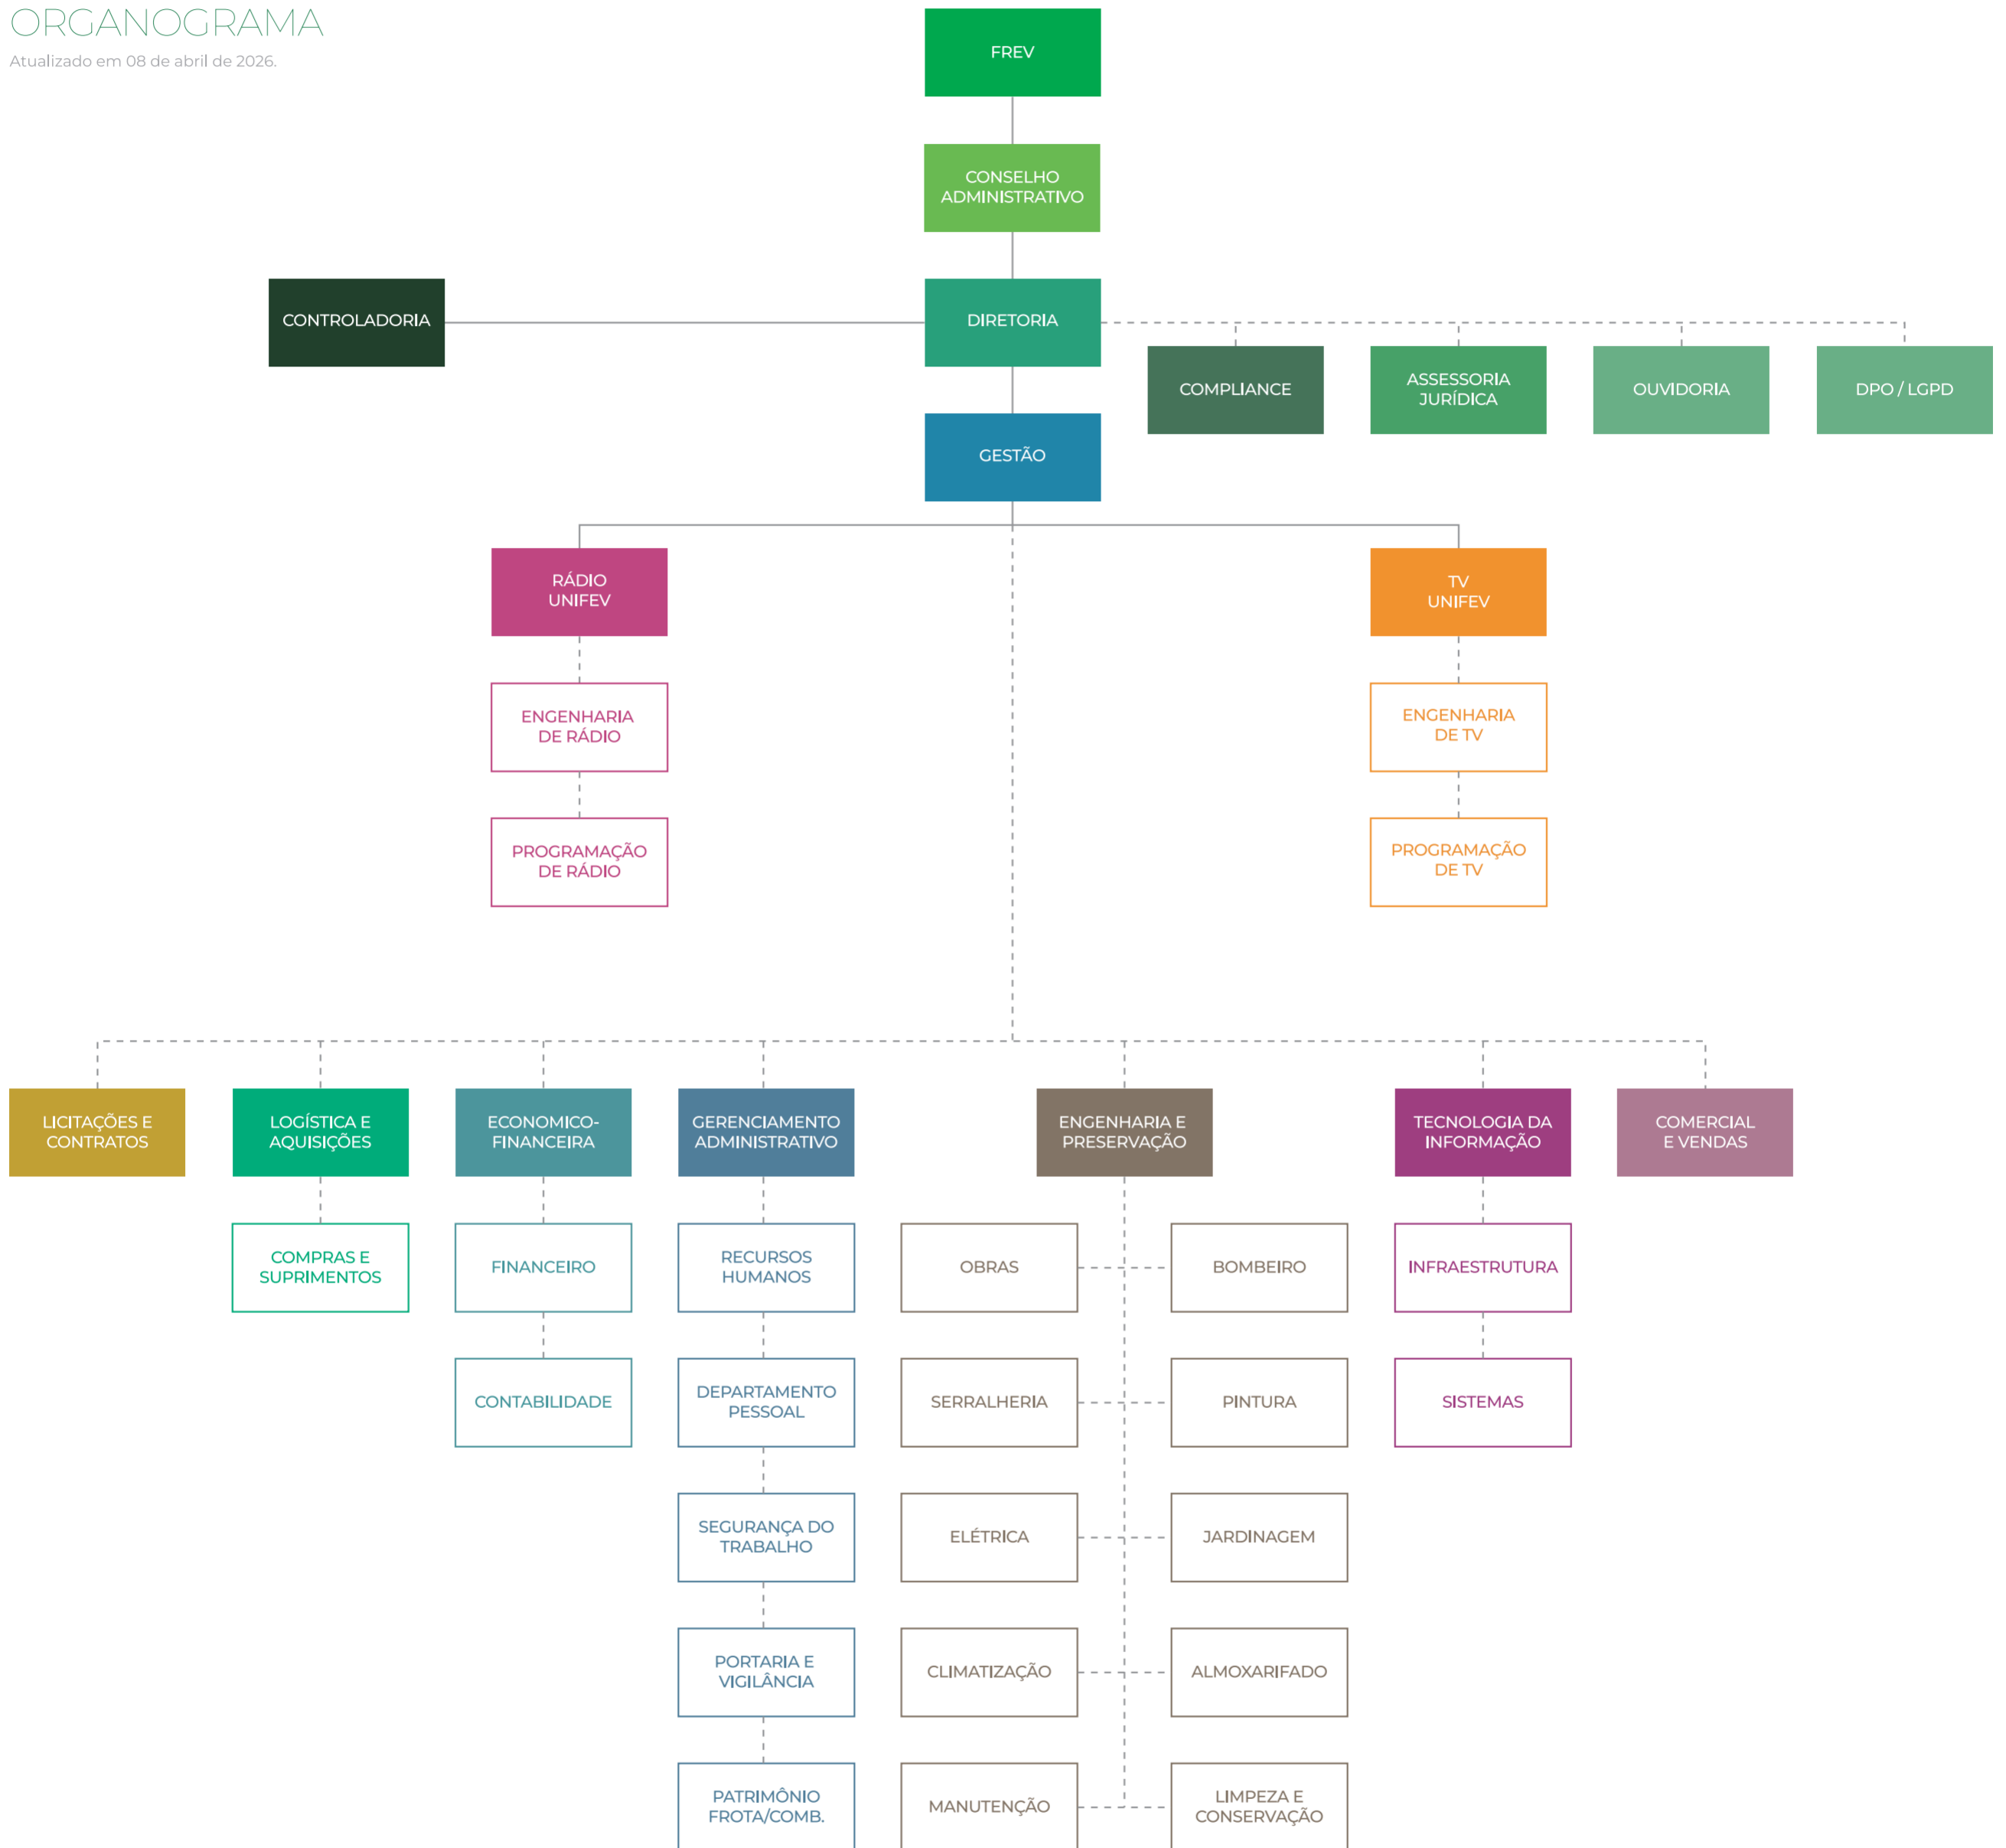 ORGANOGRAMA
Atualizado em 08 de abril de 2026.
FREV
CONSELHO
ADMINISTRATIVO
CONTROLADORIA
DIRETORIA
COMPLIANCE
ASSESSORIA
JURÍDICA
OUVIDORIA
DPO / LGPD
GESTÃO
RÁDIO
UNIFEV
TV
UNIFEV
ENGENHARIA
DE RÁDIO
ENGENHARIA
DE TV
PROGRAMAÇÃO
DE RÁDIO
PROGRAMAÇÃO
DE TV
LICITAÇÕES E
CONTRATOS
LOGÍSTICA E
AQUISIÇÕES
ECONOMICO-
FINANCEIRA
GERENCIAMENTO
ADMINISTRATIVO
ENGENHARIA E
PRESERVAÇÃO
TECNOLOGIA DA
INFORMAÇÃO
COMERCIAL
E VENDAS
COMPRAS E
SUPRIMENTOS
FINANCEIRO
RECURSOS
HUMANOS
OBRAS
BOMBEIRO
INFRAESTRUTURA
CONTABILIDADE
DEPARTAMENTO
PESSOAL
SERRALHERIA
PINTURA
SISTEMAS
SEGURANÇA DO
TRABALHO
ELÉTRICA
JARDINAGEM
PORTARIA E
VIGILÂNCIA
CLIMATIZAÇÃO
ALMOXARIFADO
PATRIMÔNIO
FROTA/COMB.
MANUTENÇÃO
LIMPEZA E
CONSERVAÇÃO